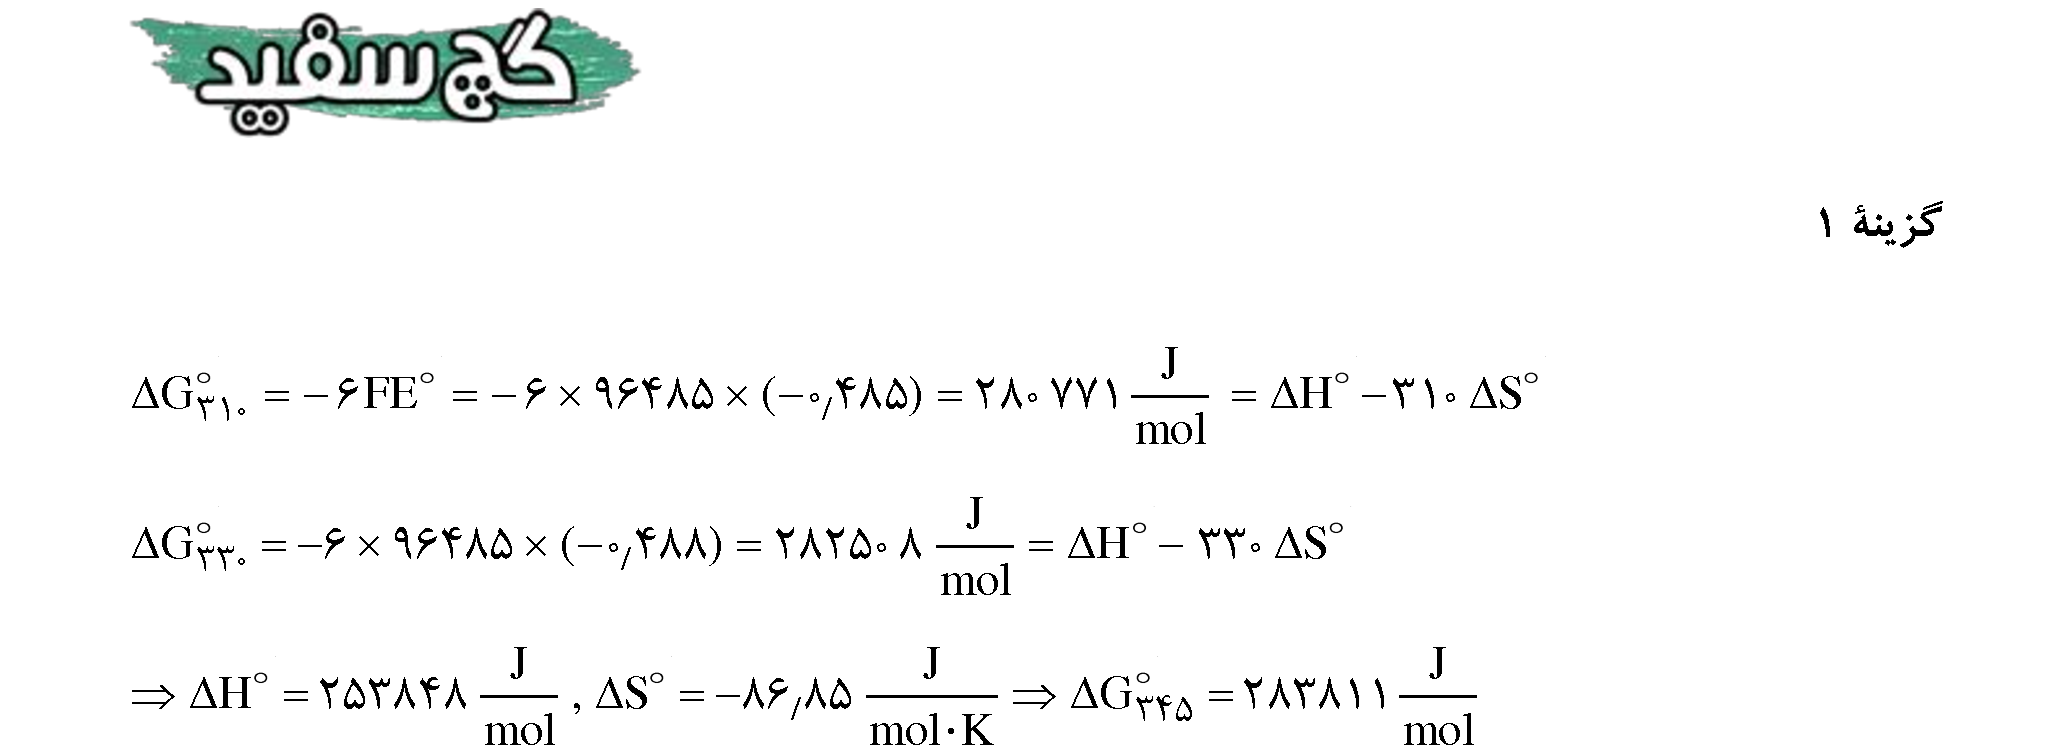 گچ سفید
گزینهٔ ۱
ΔG°۳۱۰ = −۶FE° = −۶ × ۹۶۴۸۵ × (−۰/۴۸۵) = ۲۸۰۷۷۱ J/mol = ΔH° −۳۱۰ ΔS°
ΔG°۳۳۰ = −۶ × ۹۶۴۸۵ × (−۰/۴۸۸) = ۲۸۲۵۰۸ J/mol = ΔH° − ۳۳۰ ΔS°
⇒ ΔH° = ۲۵۳۸۴۸ J/mol , ΔS° = −۸۶/۸۵ J/mol·K ⇒ ΔG°۳۴۵ = ۲۸۳۸۱۱ J/mol